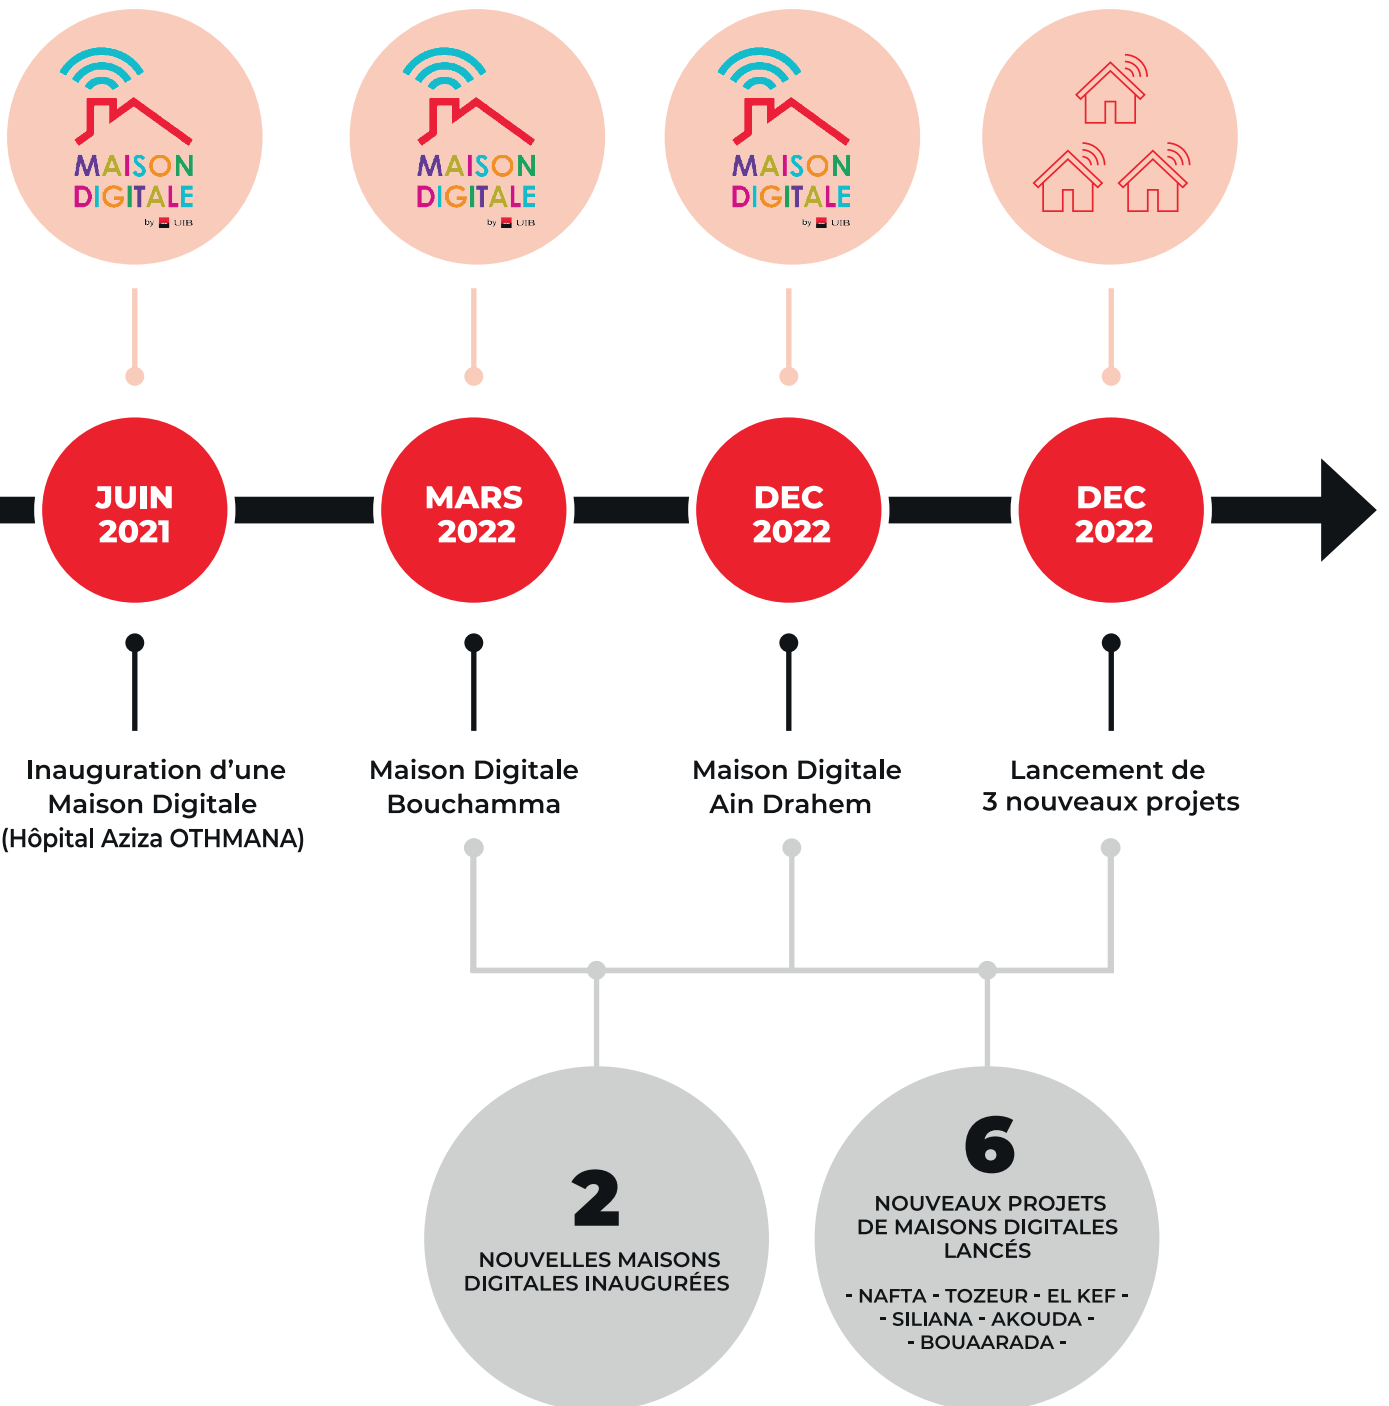 MAISON
DIGITALE
by UIB
MAISON
DIGITALE
by UIB
MAISON
DIGITALE
by UIB
JUIN
2021
MARS
2022
DEC
2022
DEC
2022
Inauguration d’une
Maison Digitale
(Hôpital Aziza OTHMANA)
Maison Digitale
Bouchamma
Maison Digitale
Ain Drahem
Lancement de
3 nouveaux projets
2
NOUVELLES MAISONS
DIGITALES INAUGURÉES
6
NOUVEAUX PROJETS
DE MAISONS DIGITALES
LANCÉS
- NAFTA - TOZEUR - EL KEF -
- SILIANA - AKOUDA -
- BOUAARADA -